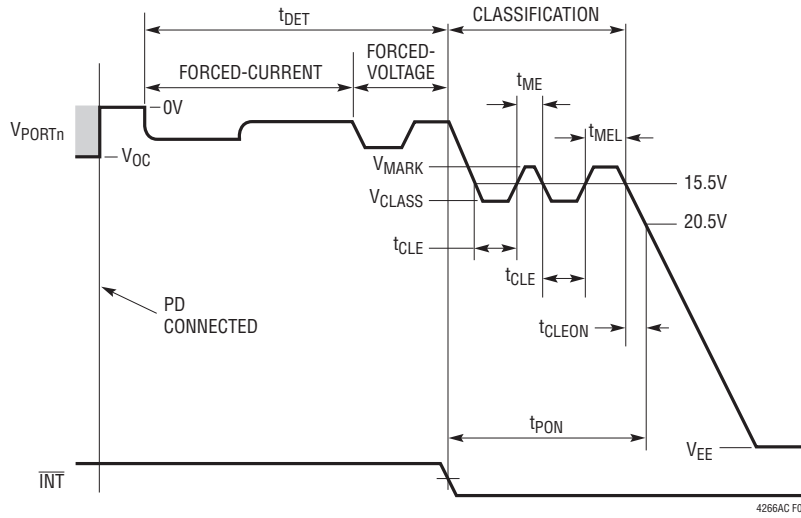 tDET
CLASSIFICATION
FORCED-CURRENT
FORCED-
VOLTAGE
tME
0V
VPORTn
VOC
tMEL
VMARK
15.5V
VCLASS
20.5V
tCLE
tCLE
PD
CONNECTED
tCLEON
tPON
VEE
INT
4266AC F0